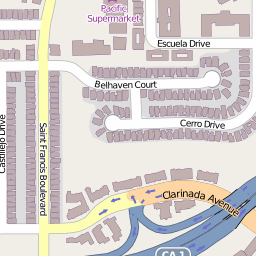 Pacific
Supermarket
Escuela Drive
Belhaven Court
Cerro Drive
Castillejo Drive
Saint Francis Boulevard
Clarinada Avenue
CA 1